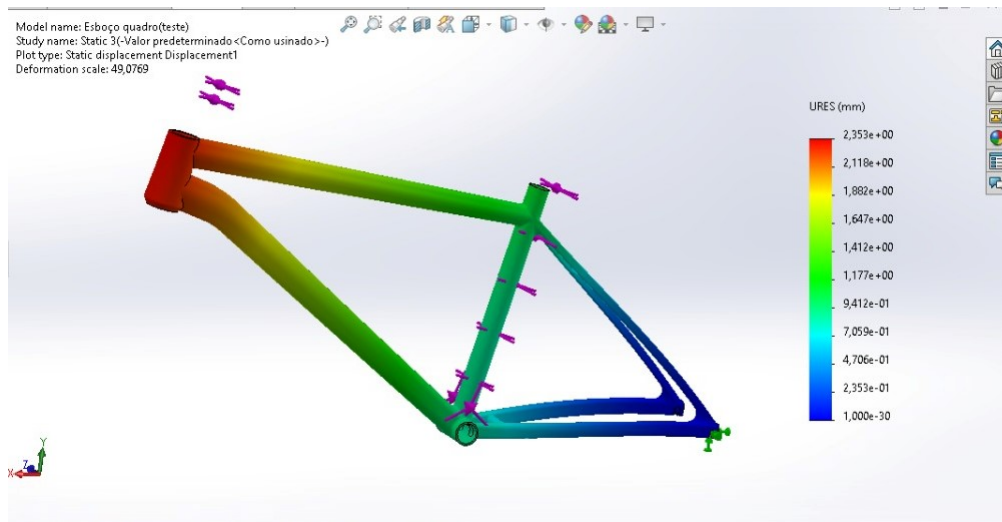 Model name: Esboço quadro(teste)
Study name: Static 3(-Valor predeterminado<Como usinado>-)
Plot type: Static displacement Displacement1
Deformation scale: 49,0769
URES (mm)
2,353e+00
2,118e+00
1,882e+00
1,647e+00
1,412e+00
1,177e+00
9,412e-01
7,059e-01
4,706e-01
2,353e-01
1,000e-30
Y
Z
X